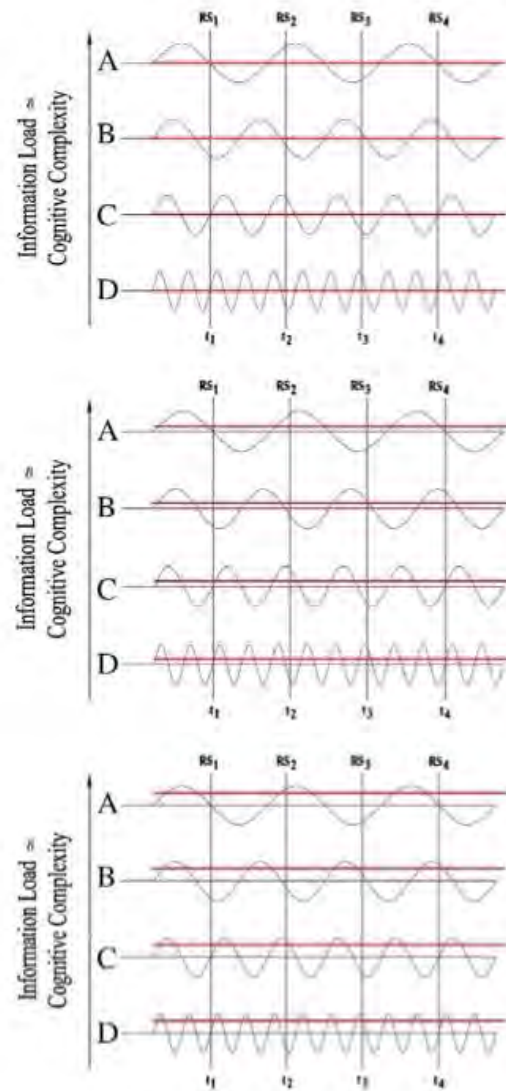 RS1 RS2 RS3 RS4
Information Load ≈
Cognitive Complexity
A
B
C
D
t1 t2 t3 t4
RS1 RS2 RS3 RS4
Information Load ≈
Cognitive Complexity
A
B
C
D
t1 t2 t3 t4
RS1 RS2 RS3 RS4
Information Load ≈
Cognitive Complexity
A
B
C
D
t1 t2 t3 t4